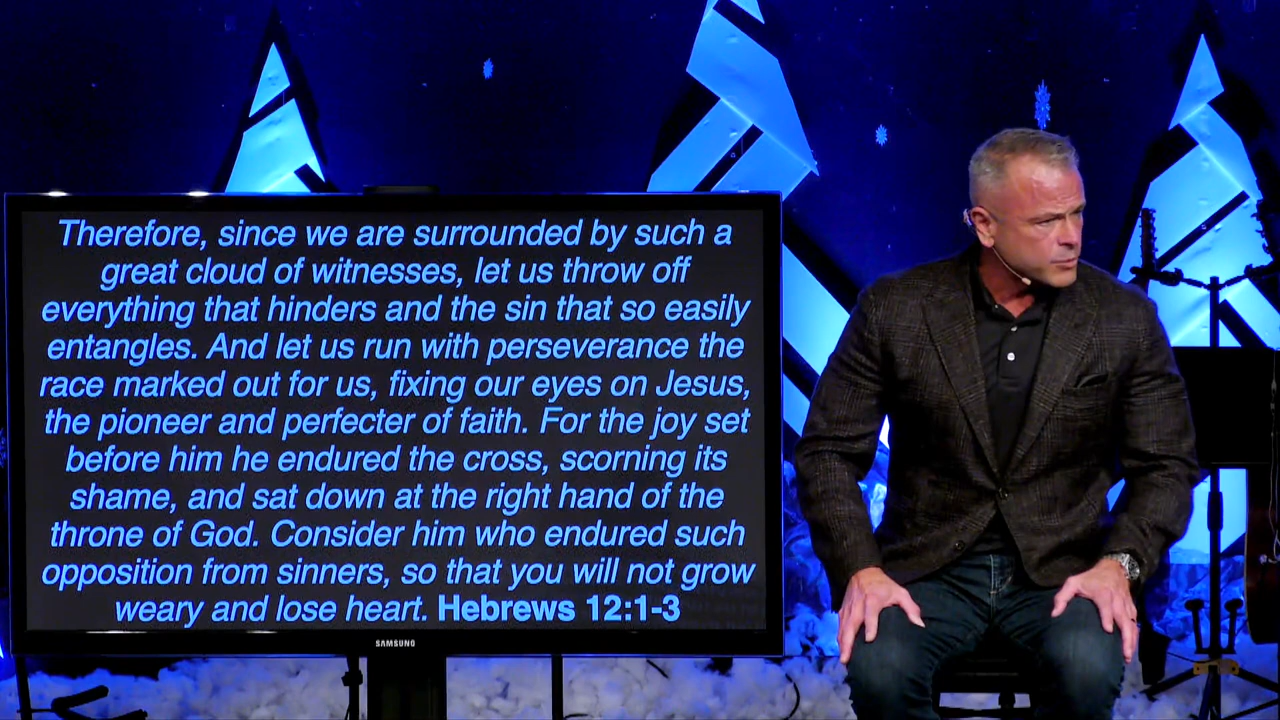 Therefore, since we are surrounded by such a
great cloud of witnesses, let us throw off
everything that hinders and the sin that so easily
entangles. And let us run with perseverance the
race marked out for us, fixing our eyes on Jesus,
the pioneer and perfecter of faith. For the joy set
before him he endured the cross, scorning its
shame, and sat down at the right hand of the
throne of God. Consider him who endured such
opposition from sinners, so that you will not grow
weary and lose heart. Hebrews 12:1-3
SAMSUNG